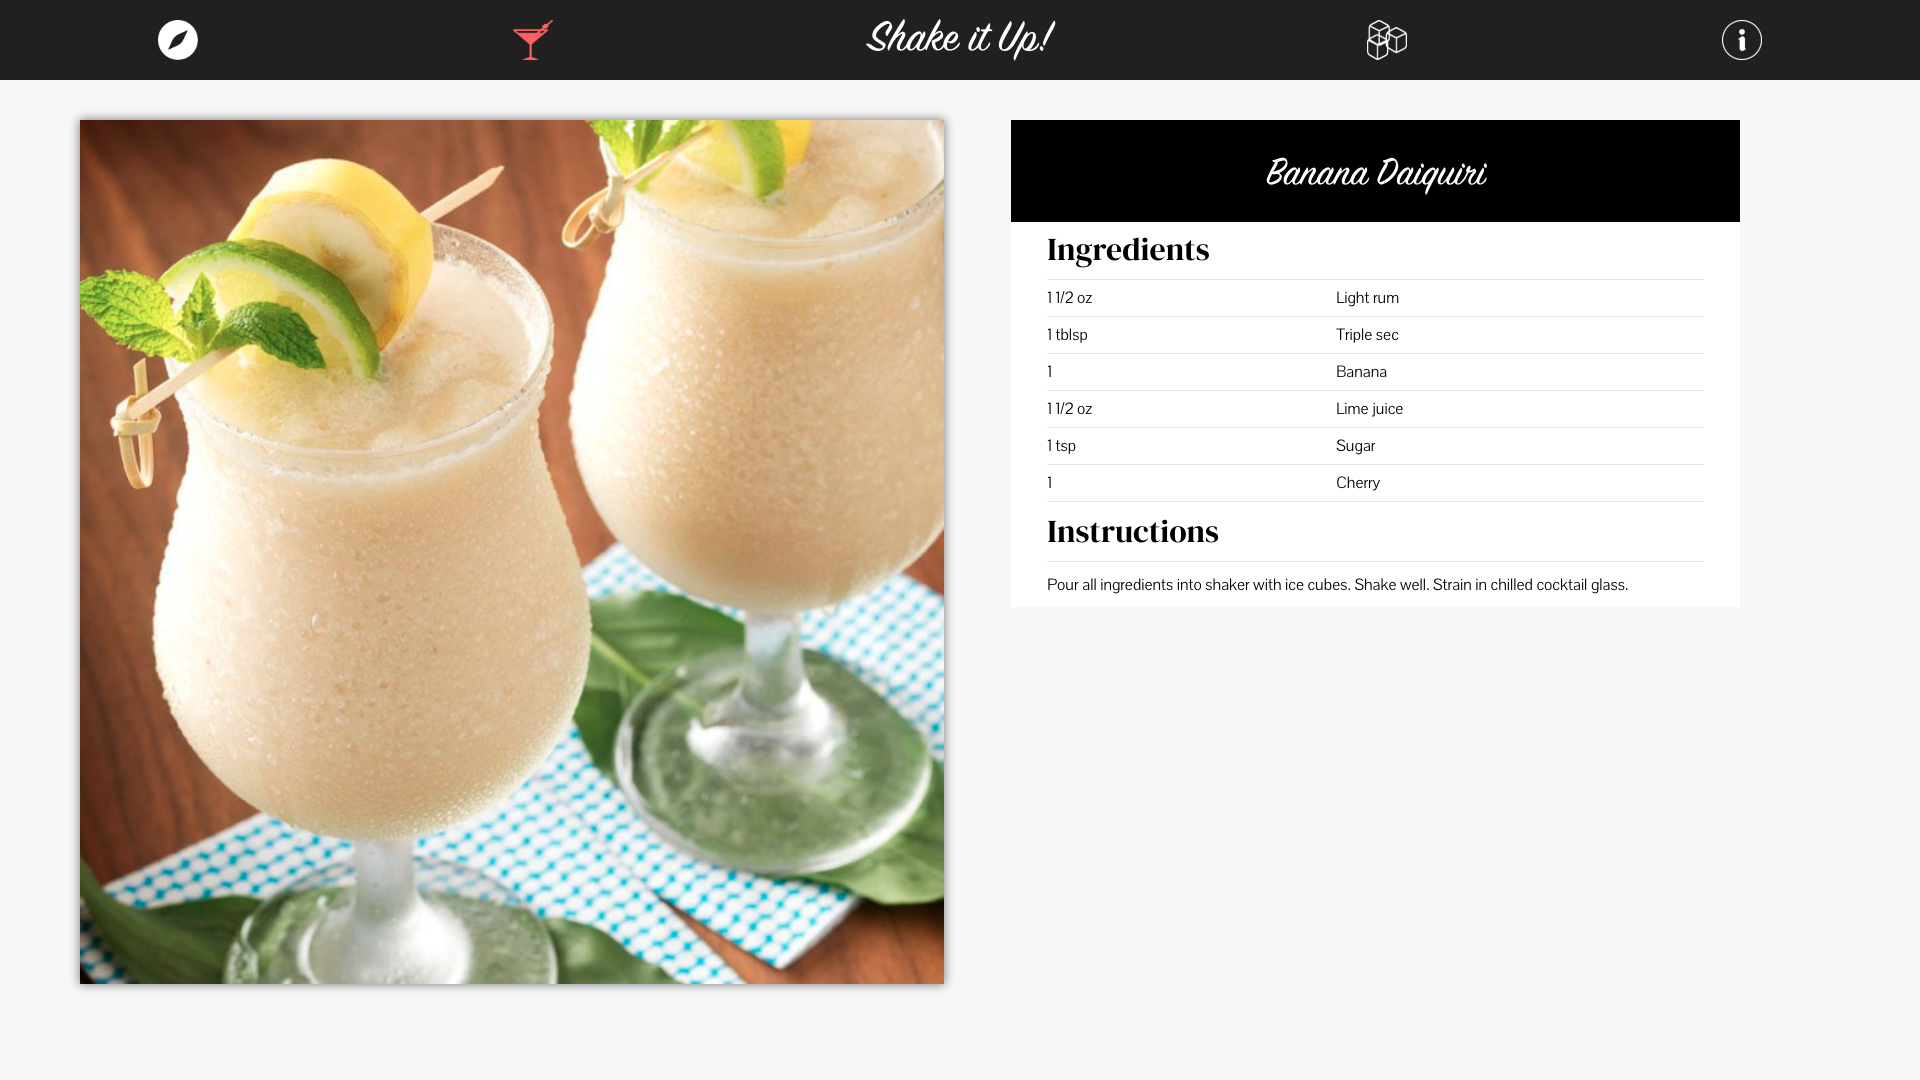 Shake it Up!
Banana Daiquiri
Ingredients
1 1/2 oz Light rum
1 tblsp Triple sec
1 Banana
1 1/2 oz Lime juice
1 tsp Sugar
1 Cherry
Instructions
Pour all ingredients into shaker with ice cubes. Shake well. Strain in chilled cocktail glass.